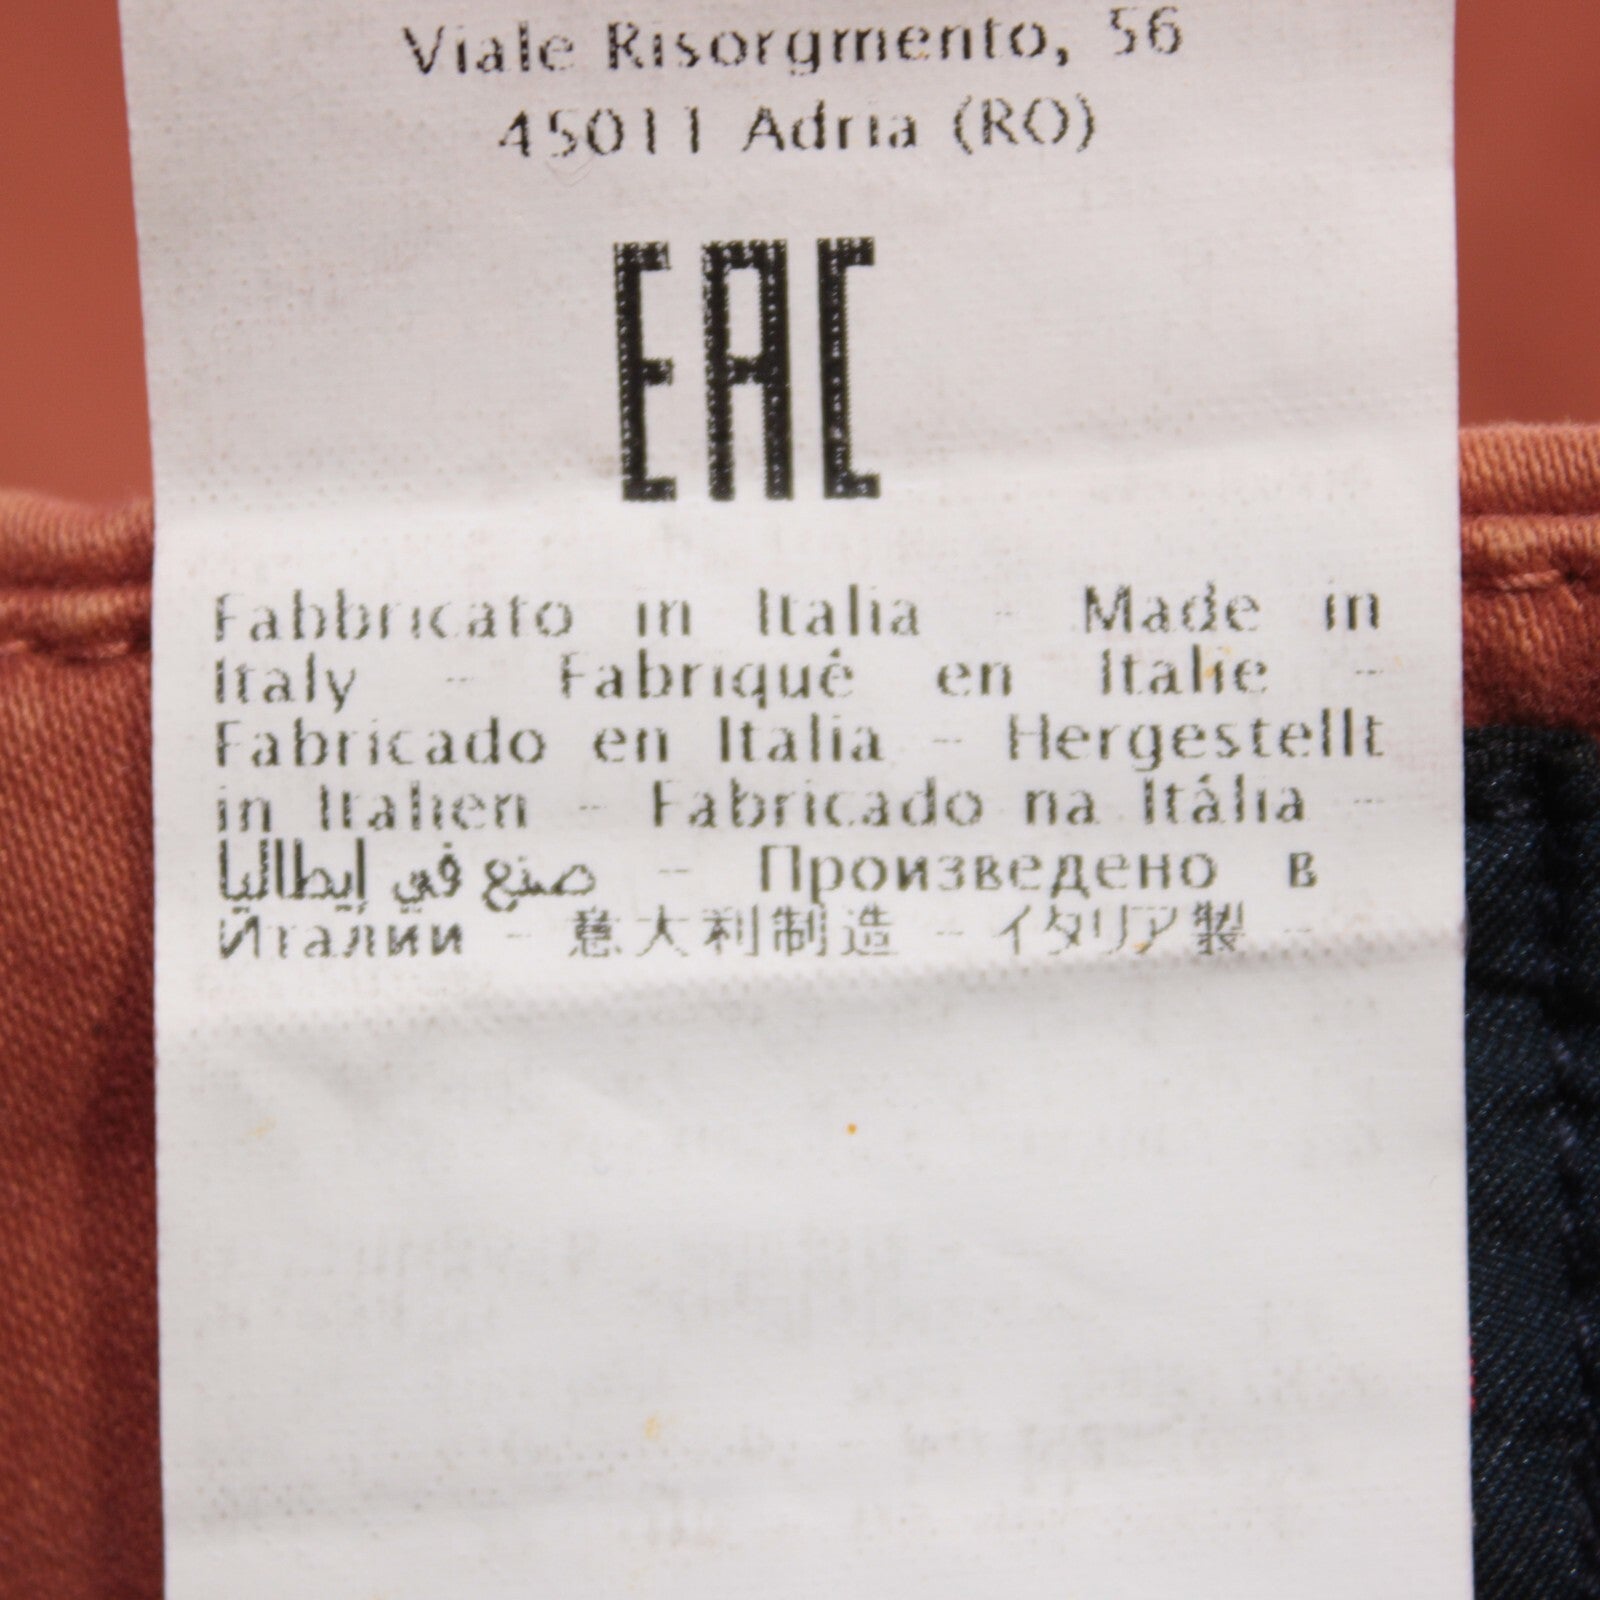 Viale Risorgmento, 56
45011 Adria (RO)
EAC
Fabbricato in Italia - Made in
Italy - Fabriqué en Italie -
Fabricado en Italia - Hergestellt
in Italien - Fabricado na Itália -
صنع في إيطاليا - Произведено в
Италии - 意大利制造 - イタリア製 -